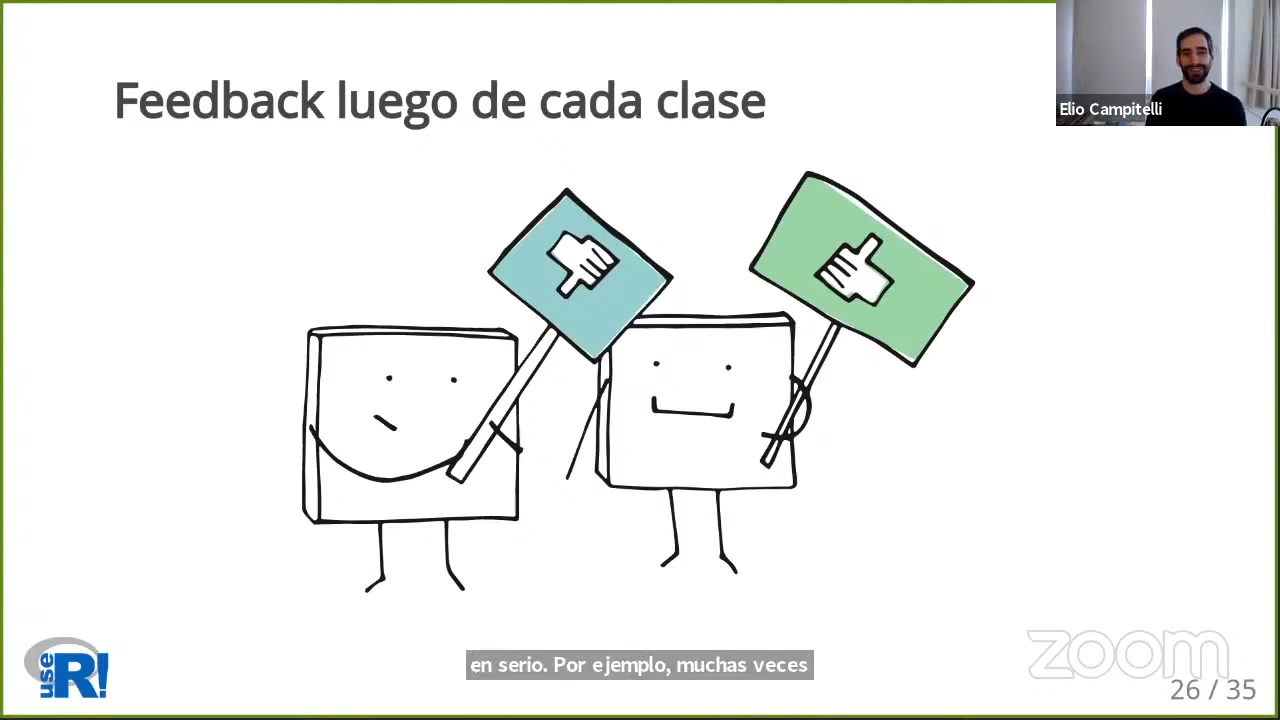 Feedback luego de cada clase
Elio Campitelli
en serio. Por ejemplo, muchas veces
use
R!
zoom
26 / 35